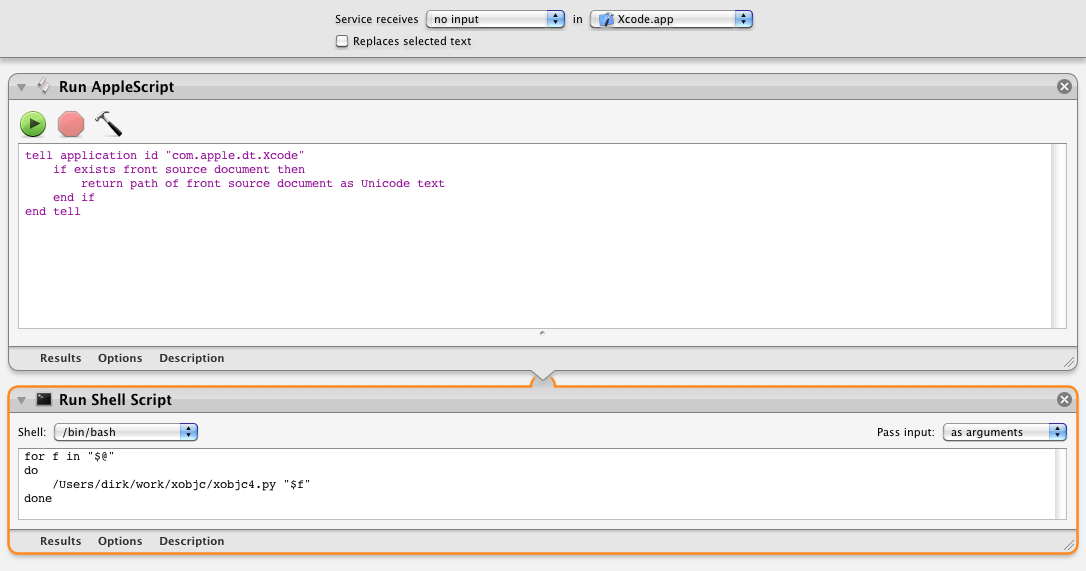 Service receives no input in Xcode.app
Replaces selected text
Run AppleScript
tell application id "com.apple.dt.Xcode"
    if exists front source document then
        return path of front source document as Unicode text
    end if
end tell
Results Options Description
Run Shell Script
Shell: /bin/bash Pass input: as arguments
for f in "$@"
do
    /Users/dirk/work/xobjc/xobjc4.py "$f"
done
Results Options Description